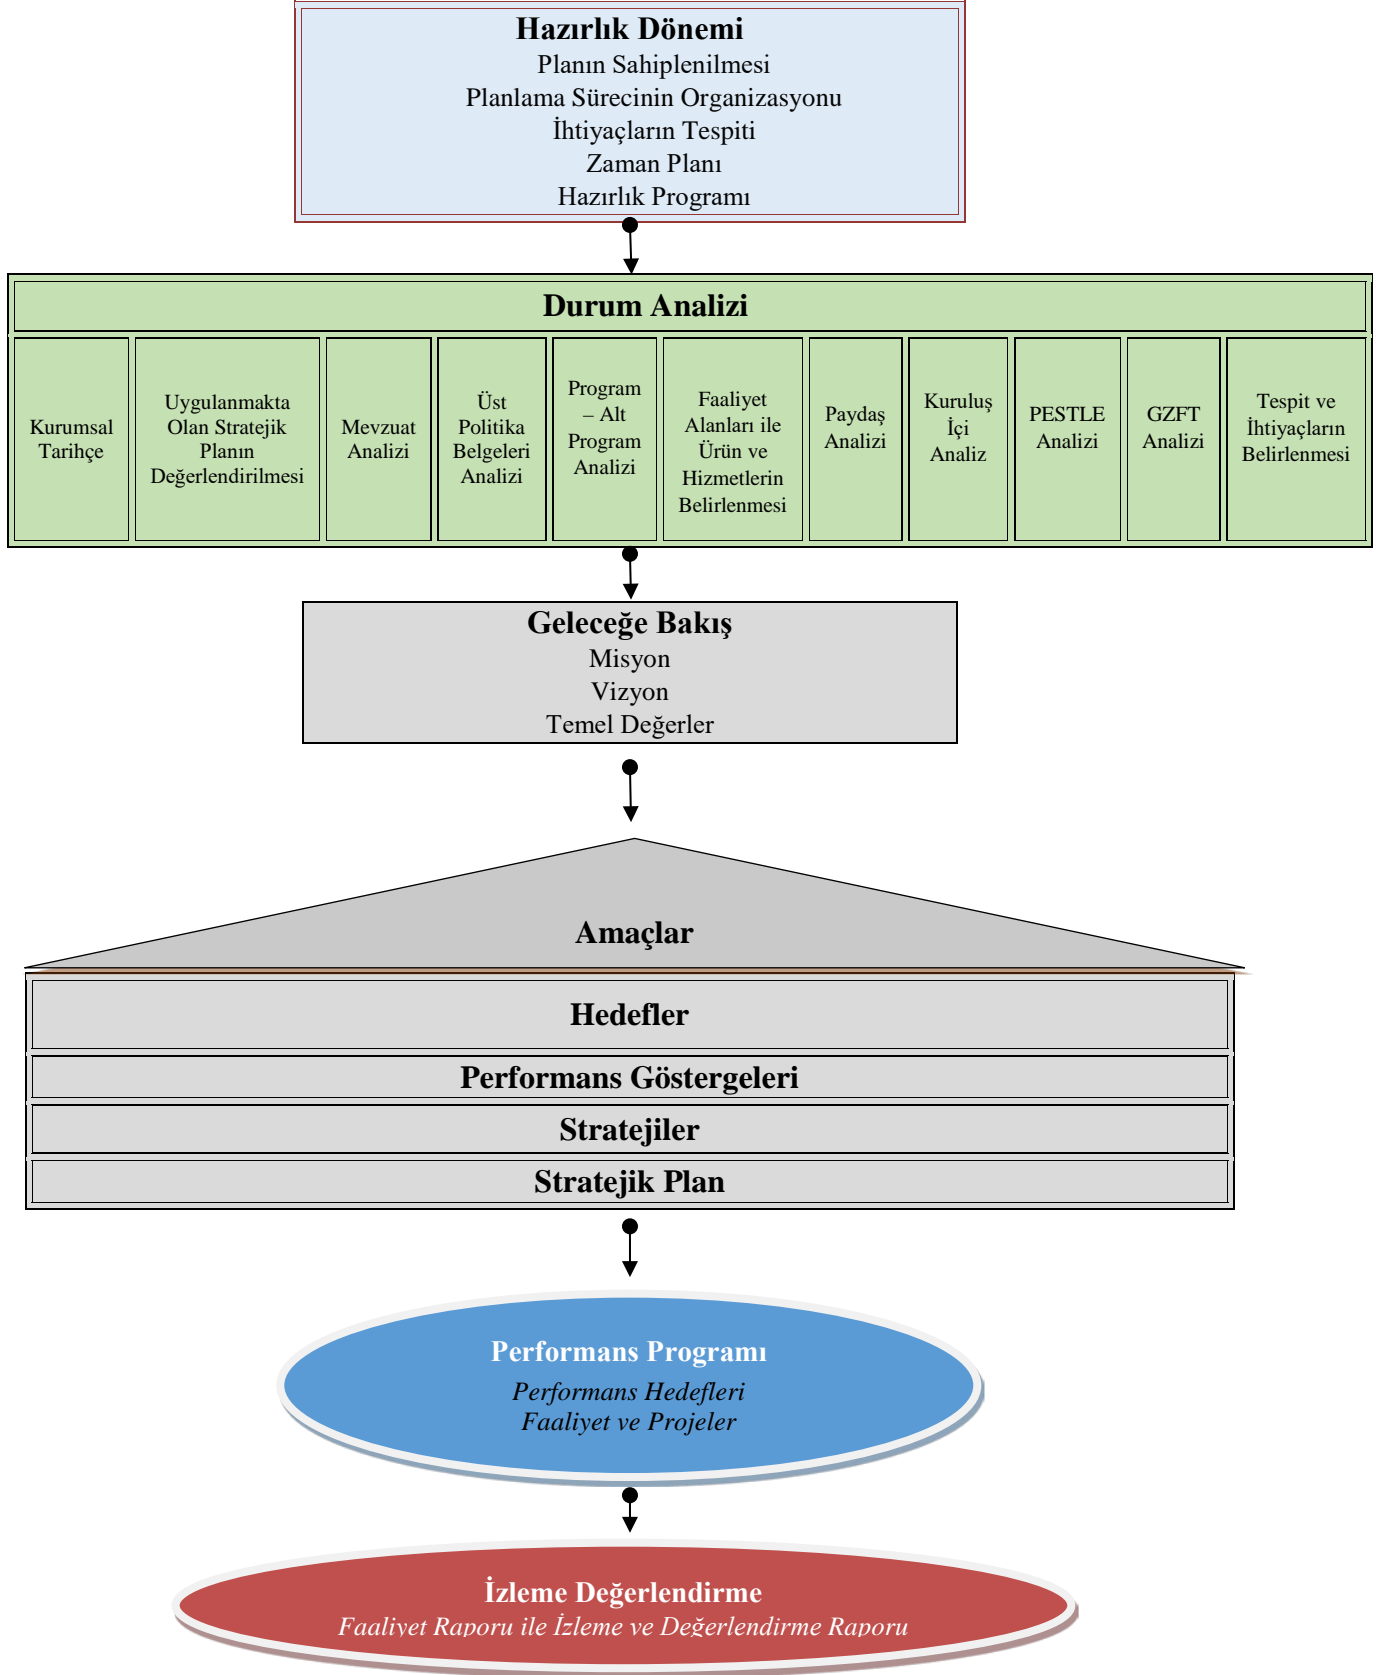 Hazırlık Dönemi
Planın Sahiplenilmesi
Planlama Sürecinin Organizasyonu
İhtiyaçların Tespiti
Zaman Planı
Hazırlık Programı
Durum Analizi
Kurumsal
Tarihçe
Uygulanmakta
Olan Stratejik
Planın
Değerlendirilmesi
Mevzuat
Analizi
Üst
Politika
Belgeleri
Analizi
Program
– Alt
Program
Analizi
Faaliyet
Alanları ile
Ürün ve
Hizmetlerin
Belirlenmesi
Paydaş
Analizi
Kuruluş
İçi
Analiz
PESTLE
Analizi
GZFT
Analizi
Tespit ve
İhtiyaçların
Belirlenmesi
Geleceğe Bakış
Misyon
Vizyon
Temel Değerler
Amaçlar
Hedefler
Performans Göstergeleri
Stratejiler
Stratejik Plan
Performans Programı
Performans Hedefleri
Faaliyet ve Projeler
İzleme Değerlendirme
Faaliyet Raporu ile İzleme ve Değerlendirme Raporu